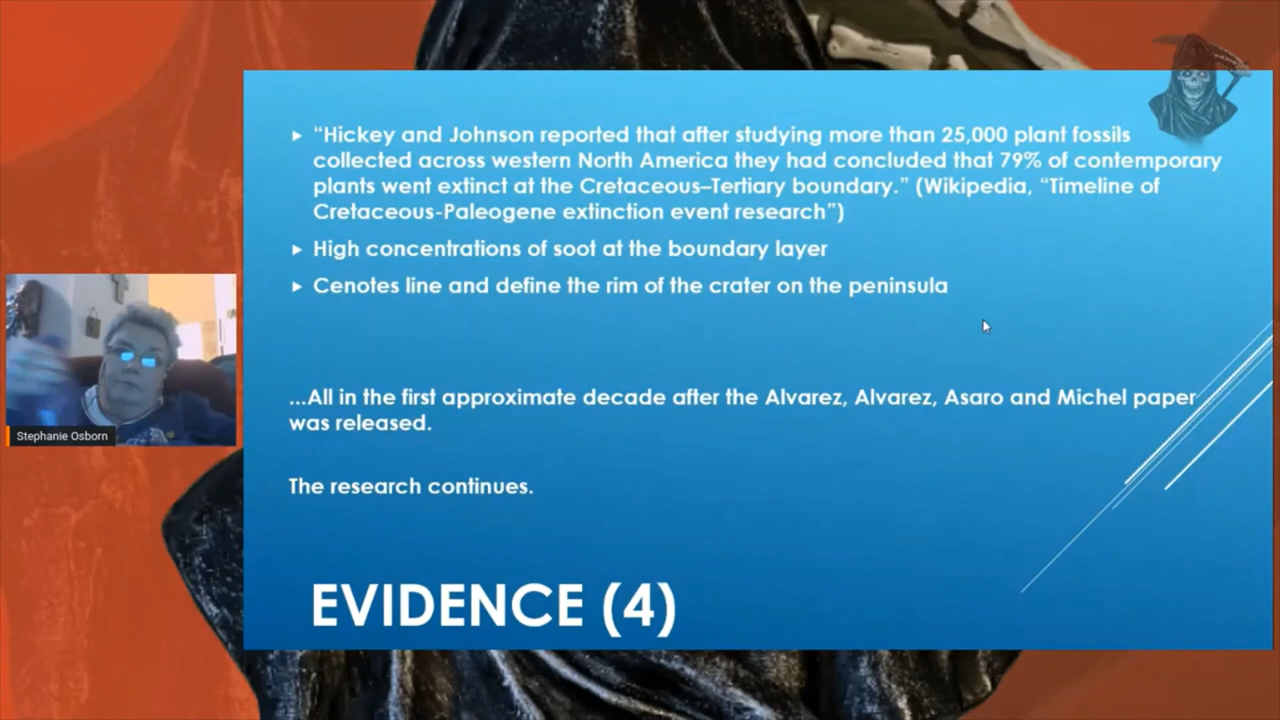 “Hickey and Johnson reported that after studying more than 25,000 plant fossils
collected across western North America they had concluded that 79% of contemporary
plants went extinct at the Cretaceous–Tertiary boundary.” (Wikipedia, “Timeline of
Cretaceous-Paleogene extinction event research”)
High concentrations of soot at the boundary layer
Cenotes line and define the rim of the crater on the peninsula
...All in the first approximate decade after the Alvarez, Alvarez, Asaro and Michel paper
was released.
The research continues.
EVIDENCE (4)
Stephanie Osborn